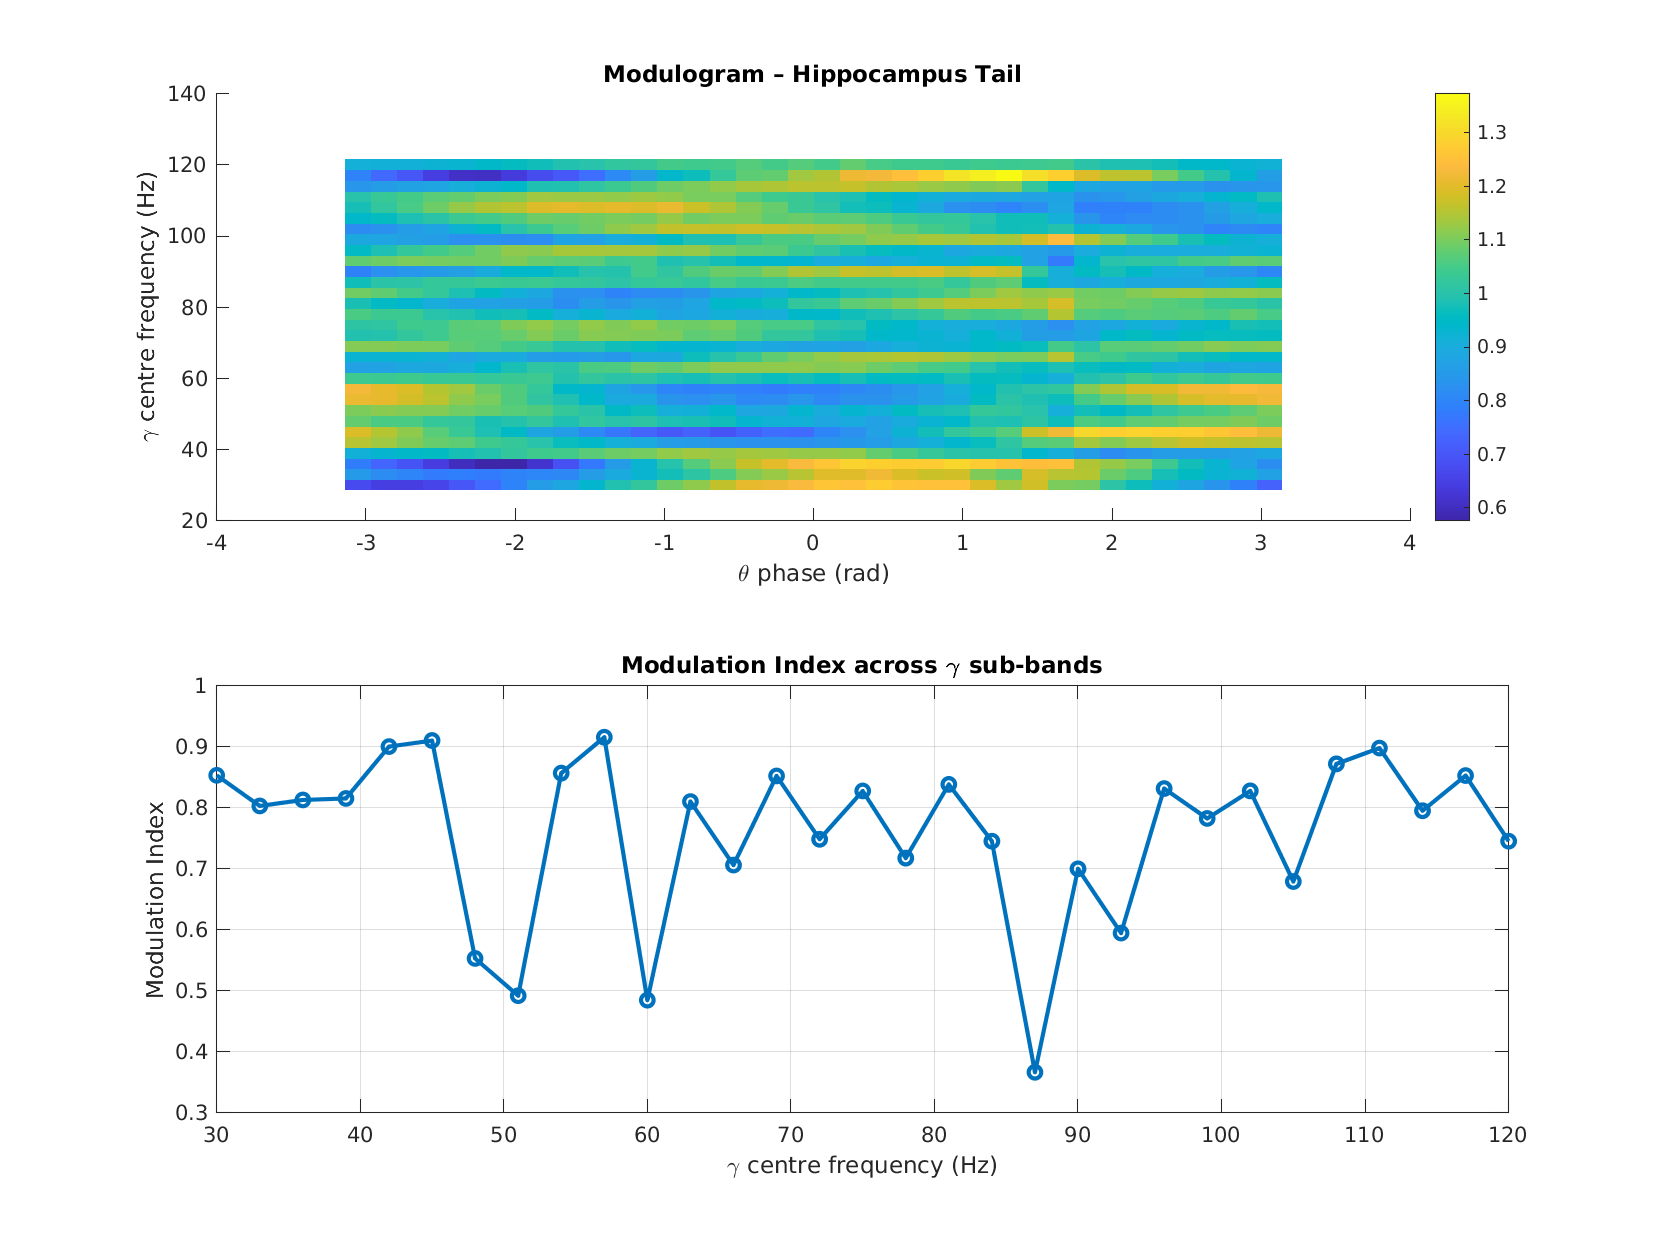 Modulogram – Hippocampus Tail
140
120
100
80
60
40
20
γ centre frequency (Hz)
-4 -3 -2 -1 0 1 2 3 4
θ phase (rad)
1.3
1.2
1.1
1
0.9
0.8
0.7
0.6
Modulation Index across γ sub-bands
1
0.9
0.8
0.7
0.6
0.5
0.4
0.3
Modulation Index
30 40 50 60 70 80 90 100 110 120
γ centre frequency (Hz)